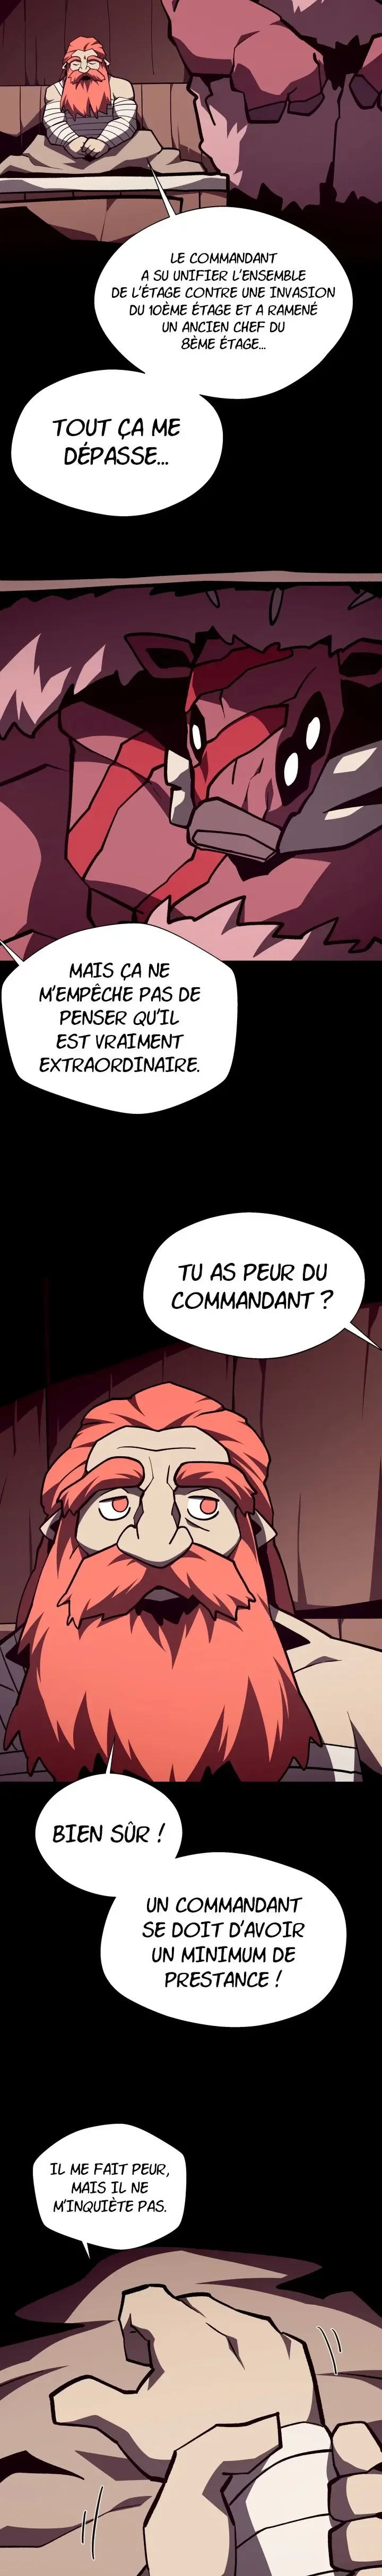 LE COMMANDANT
A SU UNIFIER L'ENSEMBLE
DE L'ÉTAGE CONTRE UNE INVASION
DU 10ÈME ÉTAGE ET A RAMENÉ
UN ANCIEN CHEF DU
8ÈME ÉTAGE...
TOUT ÇA ME
DÉPASSE...
MAIS ÇA NE
M'EMPÊCHE PAS DE
PENSER QU'IL
EST VRAIMENT
EXTRAORDINAIRE.
TU AS PEUR DU
COMMANDANT ?
BIEN SÛR !
UN COMMANDANT
SE DOIT D'AVOIR
UN MINIMUM DE
PRESTANCE !
IL ME FAIT PEUR,
MAIS IL NE
M'INQUIÈTE PAS.